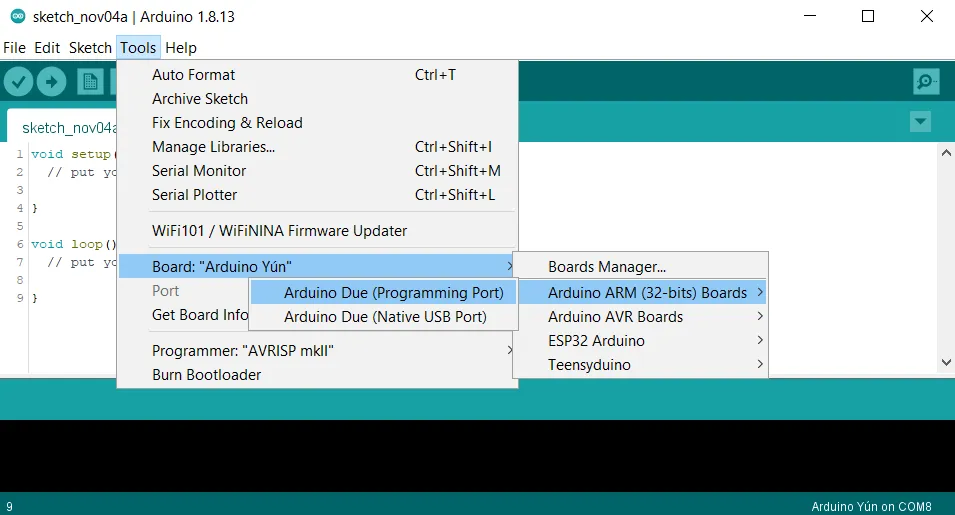 sketch_nov04a | Arduino 1.8.13
File Edit Sketch Tools Help
Auto Format Ctrl+T
Archive Sketch
Fix Encoding & Reload
Manage Libraries... Ctrl+Shift+I
Serial Monitor Ctrl+Shift+M
Serial Plotter Ctrl+Shift+L
WiFi101 / WiFiNINA Firmware Updater
Board: "Arduino Yún"
Port
Get Board Info
Programmer: "AVRISP mkII"
Burn Bootloader
Arduino Due (Programming Port)
Arduino Due (Native USB Port)
Boards Manager...
Arduino ARM (32-bits) Boards
Arduino AVR Boards
ESP32 Arduino
Teensyduino
sketch_nov04a
1 void setup(
2 // put yo
3
4 }
5
6 void loop()
7 // put yo
8
9 }
9
Arduino Yún on COM8